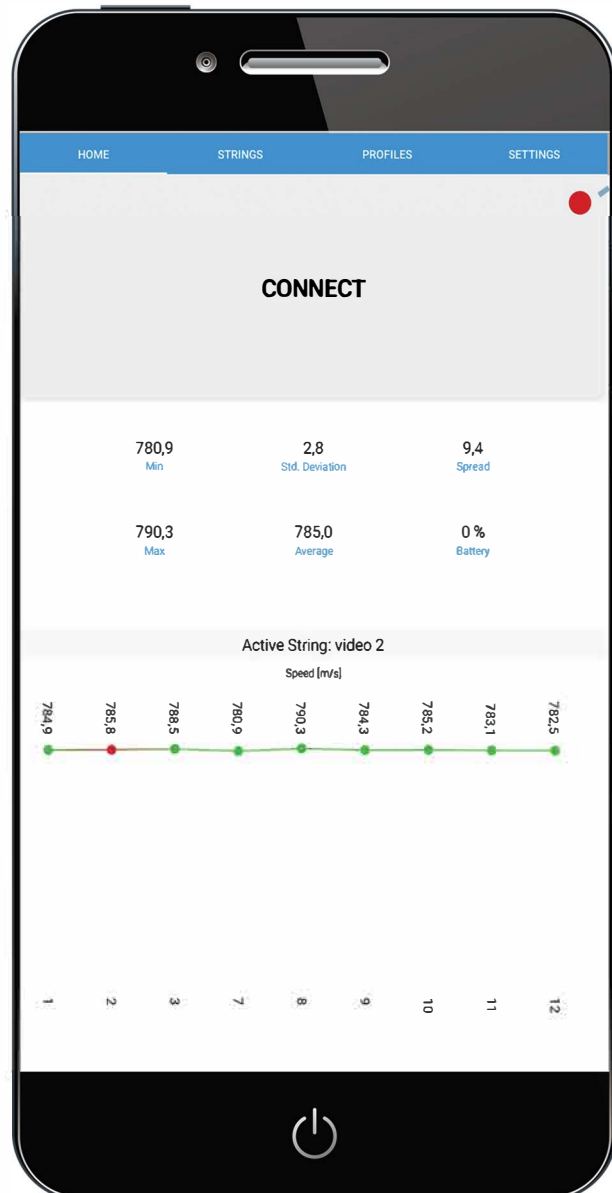 HOME STRINGS PROFILES SETTINGS
CONNECT
780,9 2,8 9,4
Min Std. Deviation Spread
790,3 785,0 0 %
Max Average Battery
Active String: video 2
Speed [m/s]
784,9 785,8 788,5 780,9 790,3 784,3 785,2 783,1 782,5
1 2 3 7 8 9 10 11 12